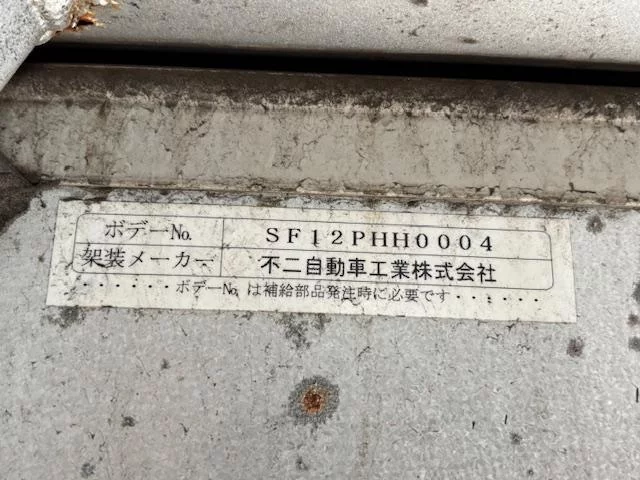 ボデー№ SF12PHH0004
架装メーカー 不二自動車工業株式会社
・・・・・・ボデー№ は補給部品発注時に必要です・・・・・・